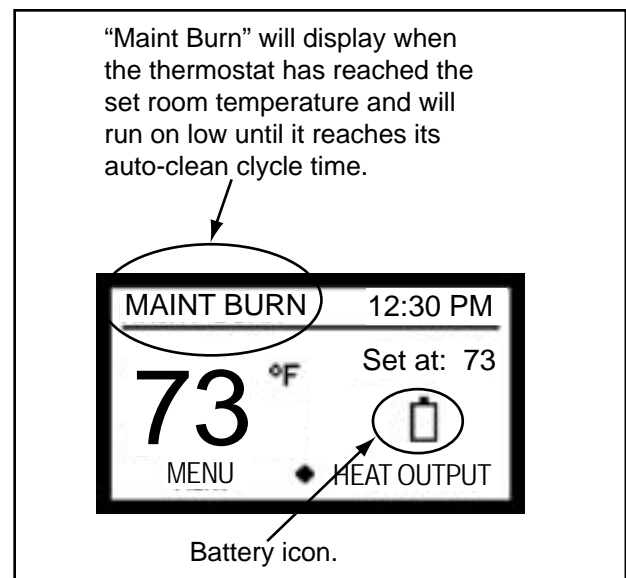 “Maint Burn” will display when
the thermostat has reached the
set room temperature and will
run on low until it reaches its
auto-clean clycle time.
MAINT BURN 12:30 PM
Set at: 73
73 °F
MENU ◆ HEAT OUTPUT
Battery icon.